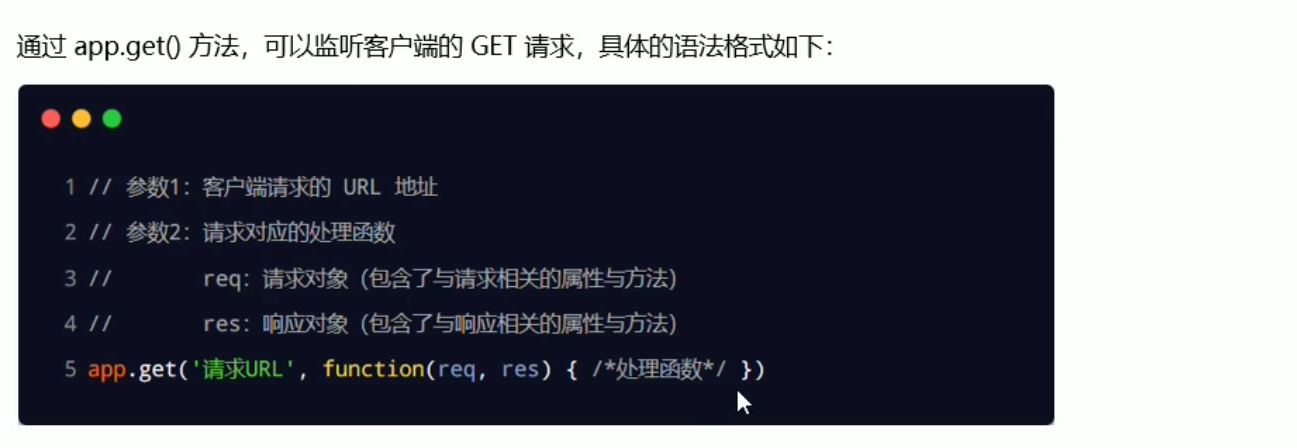 通过 app.get() 方法，可以监听客户端的 GET 请求，具体的语法格式如下：
1 // 参数1：客户端请求的 URL 地址
2 // 参数2：请求对应的处理函数
3 //       req：请求对象（包含了与请求相关的属性与方法）
4 //       res：响应对象（包含了与响应相关的属性与方法）
5 app.get('请求URL', function(req, res) { /*处理函数*/ })